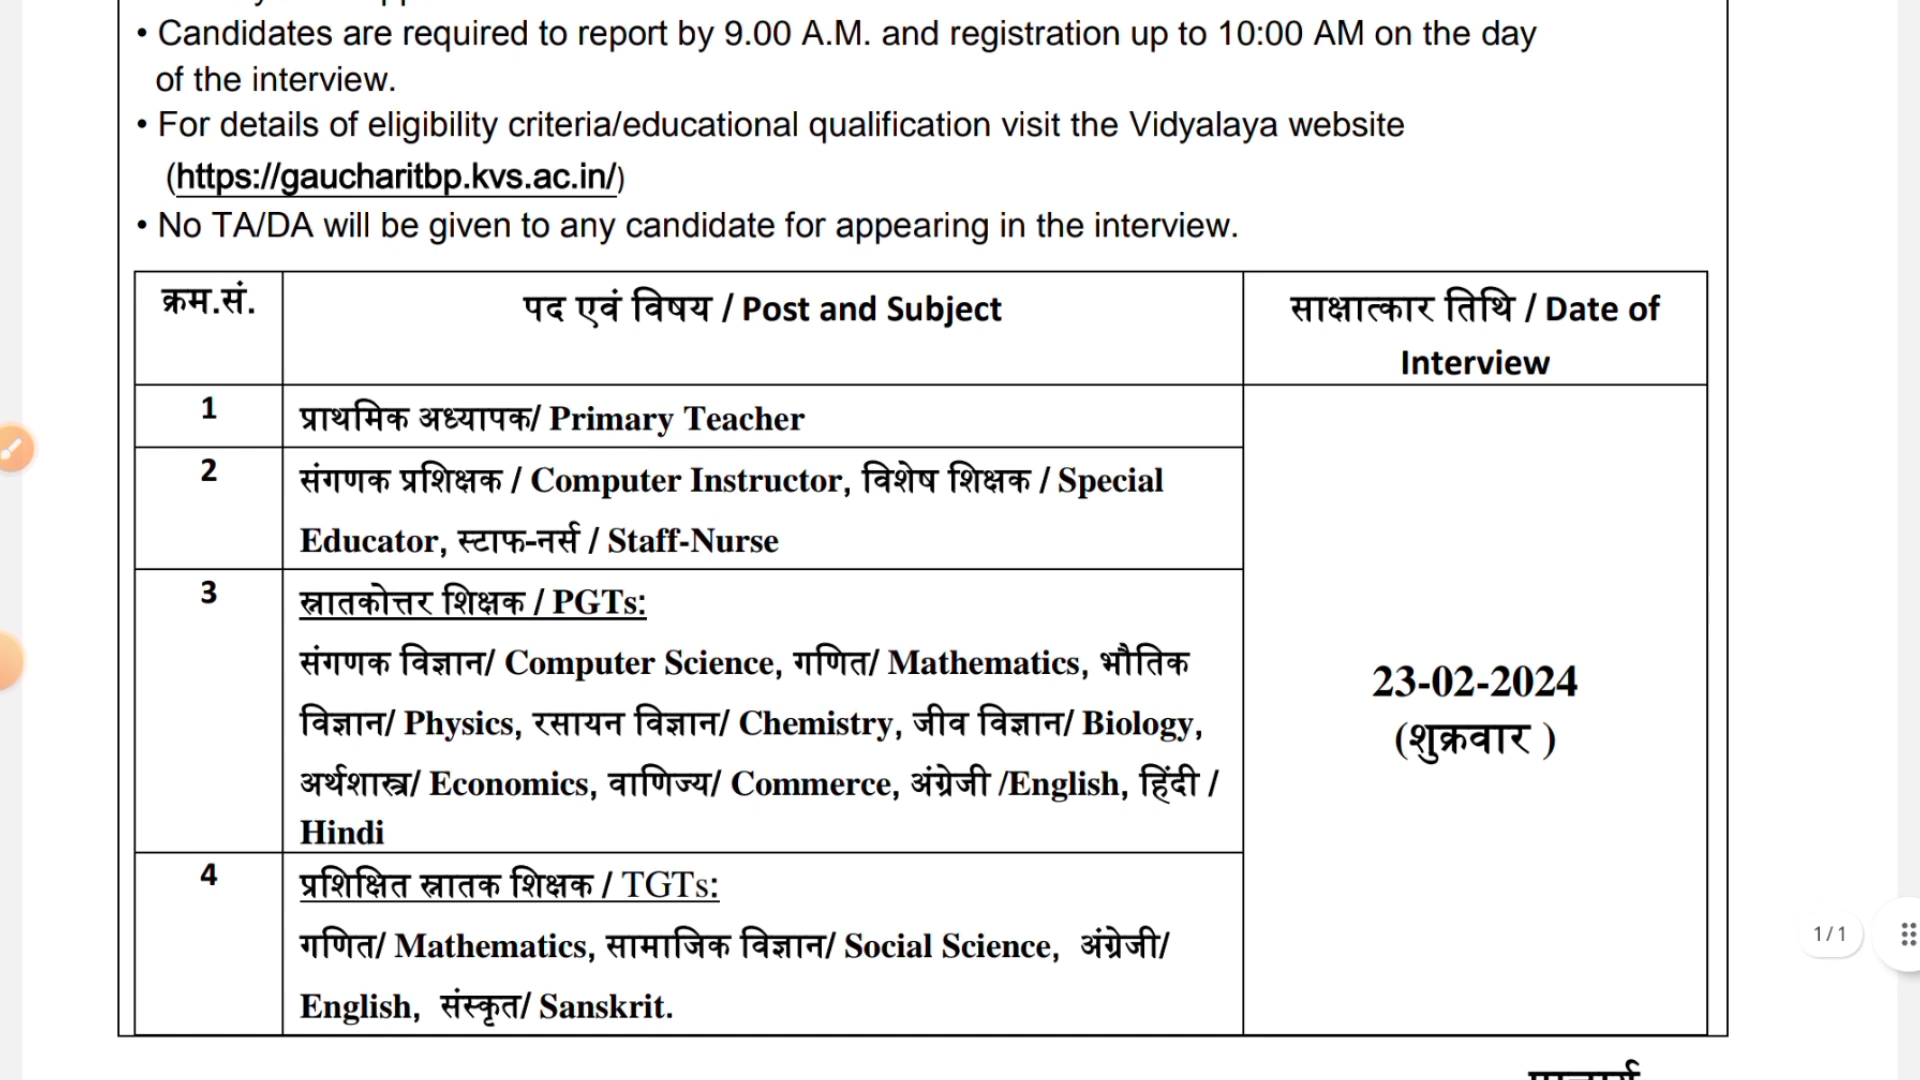 • Candidates are required to report by 9.00 A.M. and registration up to 10:00 AM on the day
of the interview.
• For details of eligibility criteria/educational qualification visit the Vidyalaya website
(https://gaucharitbp.kvs.ac.in/)
• No TA/DA will be given to any candidate for appearing in the interview.
क्रम.सं.
पद एवं विषय / Post and Subject
साक्षात्कार तिथि / Date of
Interview
1
प्राथमिक अध्यापक/ Primary Teacher
2
संगणक प्रशिक्षक / Computer Instructor, विशेष शिक्षक / Special
Educator, स्टाफ-नर्स / Staff-Nurse
3
स्नातकोत्तर शिक्षक / PGTs:
संगणक विज्ञान/ Computer Science, गणित/ Mathematics, भौतिक
विज्ञान/ Physics, रसायन विज्ञान/ Chemistry, जीव विज्ञान/ Biology,
अर्थशास्त्र/ Economics, वाणिज्य/ Commerce, अंग्रेजी /English, हिंदी /
Hindi
4
प्रशिक्षित स्नातक शिक्षक / TGTs:
गणित/ Mathematics, सामाजिक विज्ञान/ Social Science, अंग्रेजी/
English, संस्कृत/ Sanskrit.
23-02-2024
(शुक्रवार )
1/1